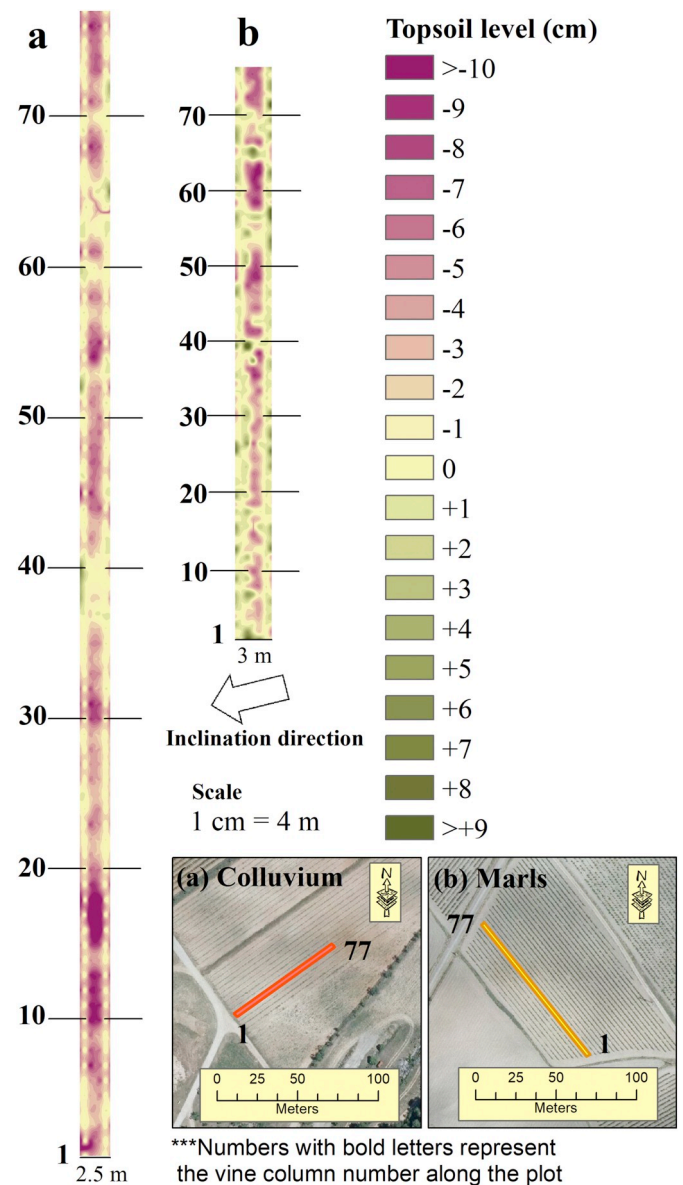 a
70
60
50
40
30
20
10
1
2.5 m
b
70
60
50
40
30
20
10
1
3 m
Inclination direction
Scale
1 cm = 4 m
Topsoil level (cm)
>-10
-9
-8
-7
-6
-5
-4
-3
-2
-1
0
+1
+2
+3
+4
+5
+6
+7
+8
>+9
(a) Colluvium
N
77
1
0 25 50 100
Meters
(b) Marls
N
77
1
0 25 50 100
Meters
***Numbers with bold letters represent
the vine column number along the plot